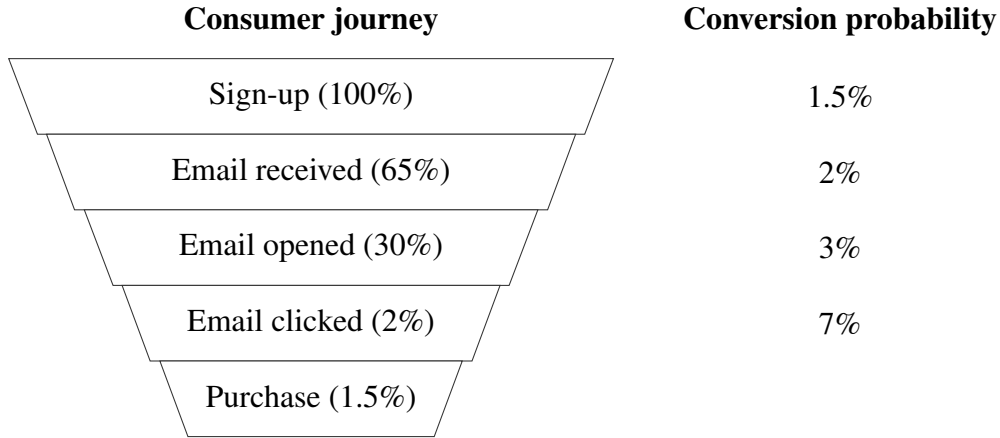 Consumer journey Conversion probability
Sign-up (100%) 1.5%
Email received (65%) 2%
Email opened (30%) 3%
Email clicked (2%) 7%
Purchase (1.5%)